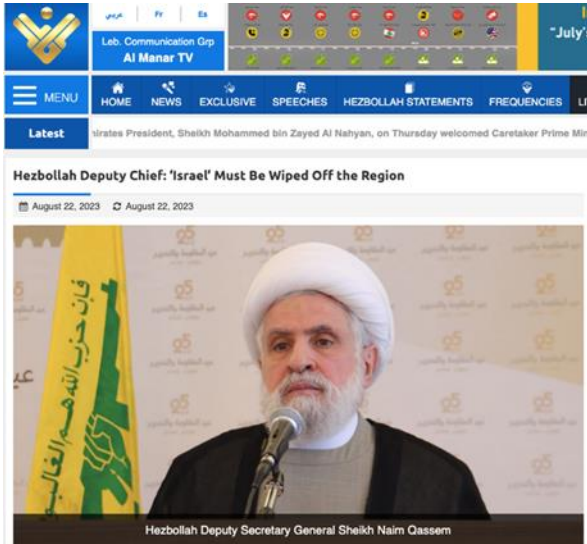 عربي Fr Es
Leb. Communication Grp
Al Manar TV
"July'
MENU
HOME NEWS EXCLUSIVE SPEECHES HEZBOLLAH STATEMENTS FREQUENCIES
Latest
irates President, Sheikh Mohammed bin Zayed Al Nahyan, on Thursday welcomed Caretaker Prime Min
Hezbollah Deputy Chief: ‘Israel’ Must Be Wiped Off the Region
August 22, 2023 August 22, 2023
فإن حزب الله هم الغالبون
Hezbollah Deputy Secretary General Sheikh Naim Qassem